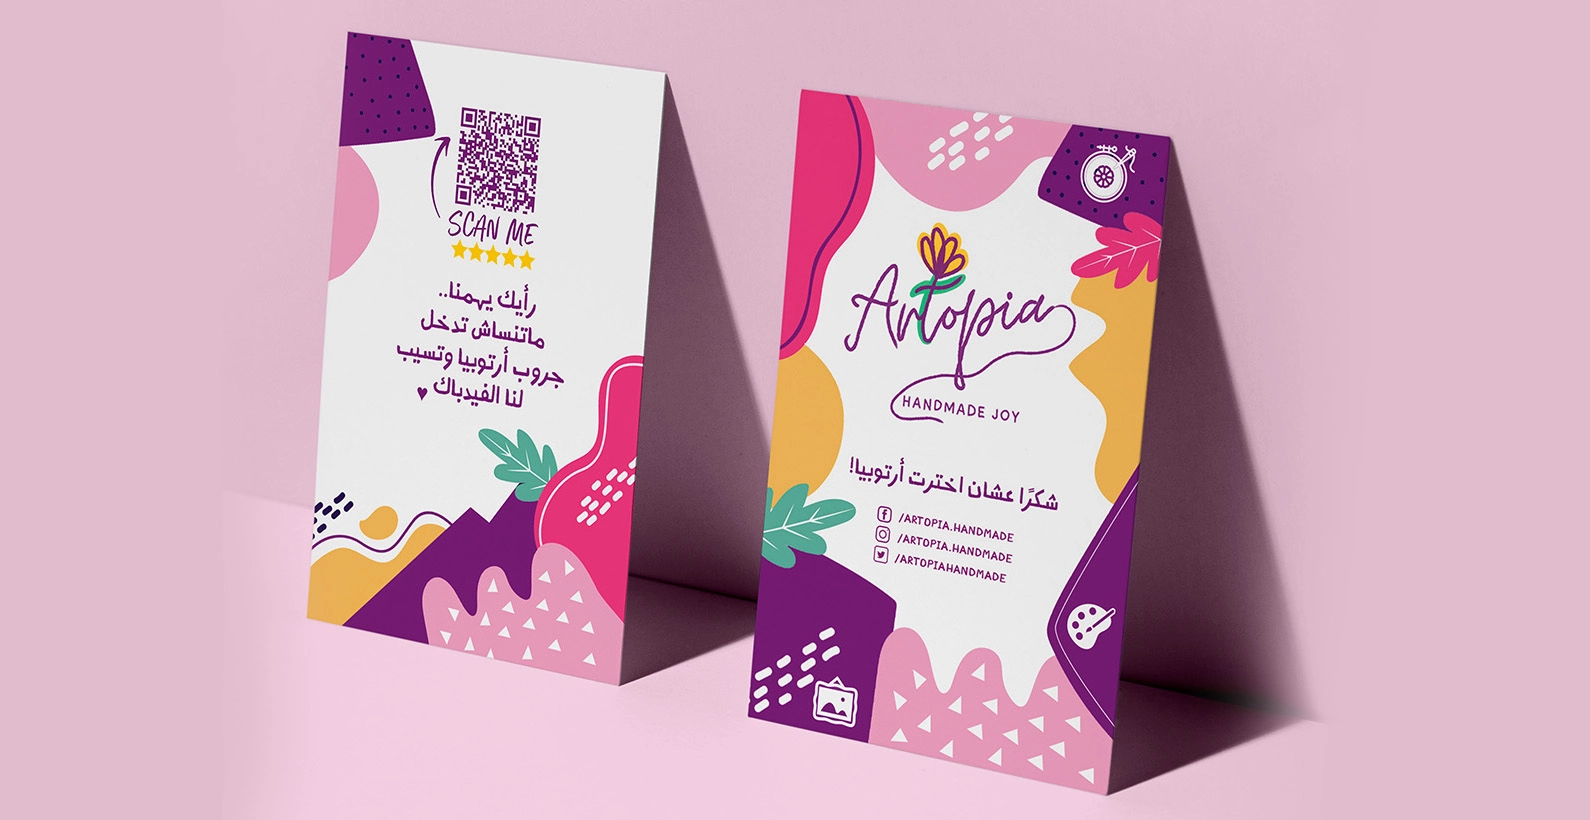 SCAN ME
رأيك يهمنا..
ماتنساش تدخل
جروب أرتوبيا وتسيب
لنا الفيدباك ♥
Artopia
HANDMADE JOY
شكرًا عشان اخترت أرتوبيا!
/ARTOPIA.HANDMADE
/ARTOPIA.HANDMADE
/ARTOPIAHANDMADE